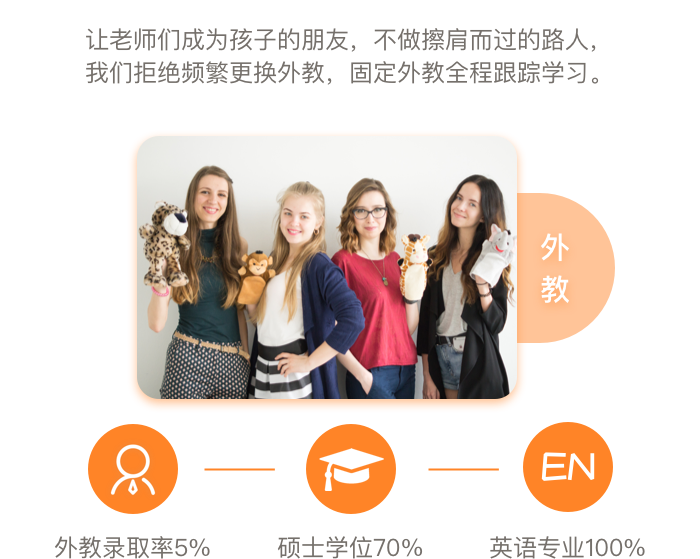 让老师们成为孩子的朋友，不做擦肩而过的路人，
我们拒绝频繁更换外教，固定外教全程跟踪学习。
外
教
EN
外教录取率5%
硕士学位70%
英语专业100%